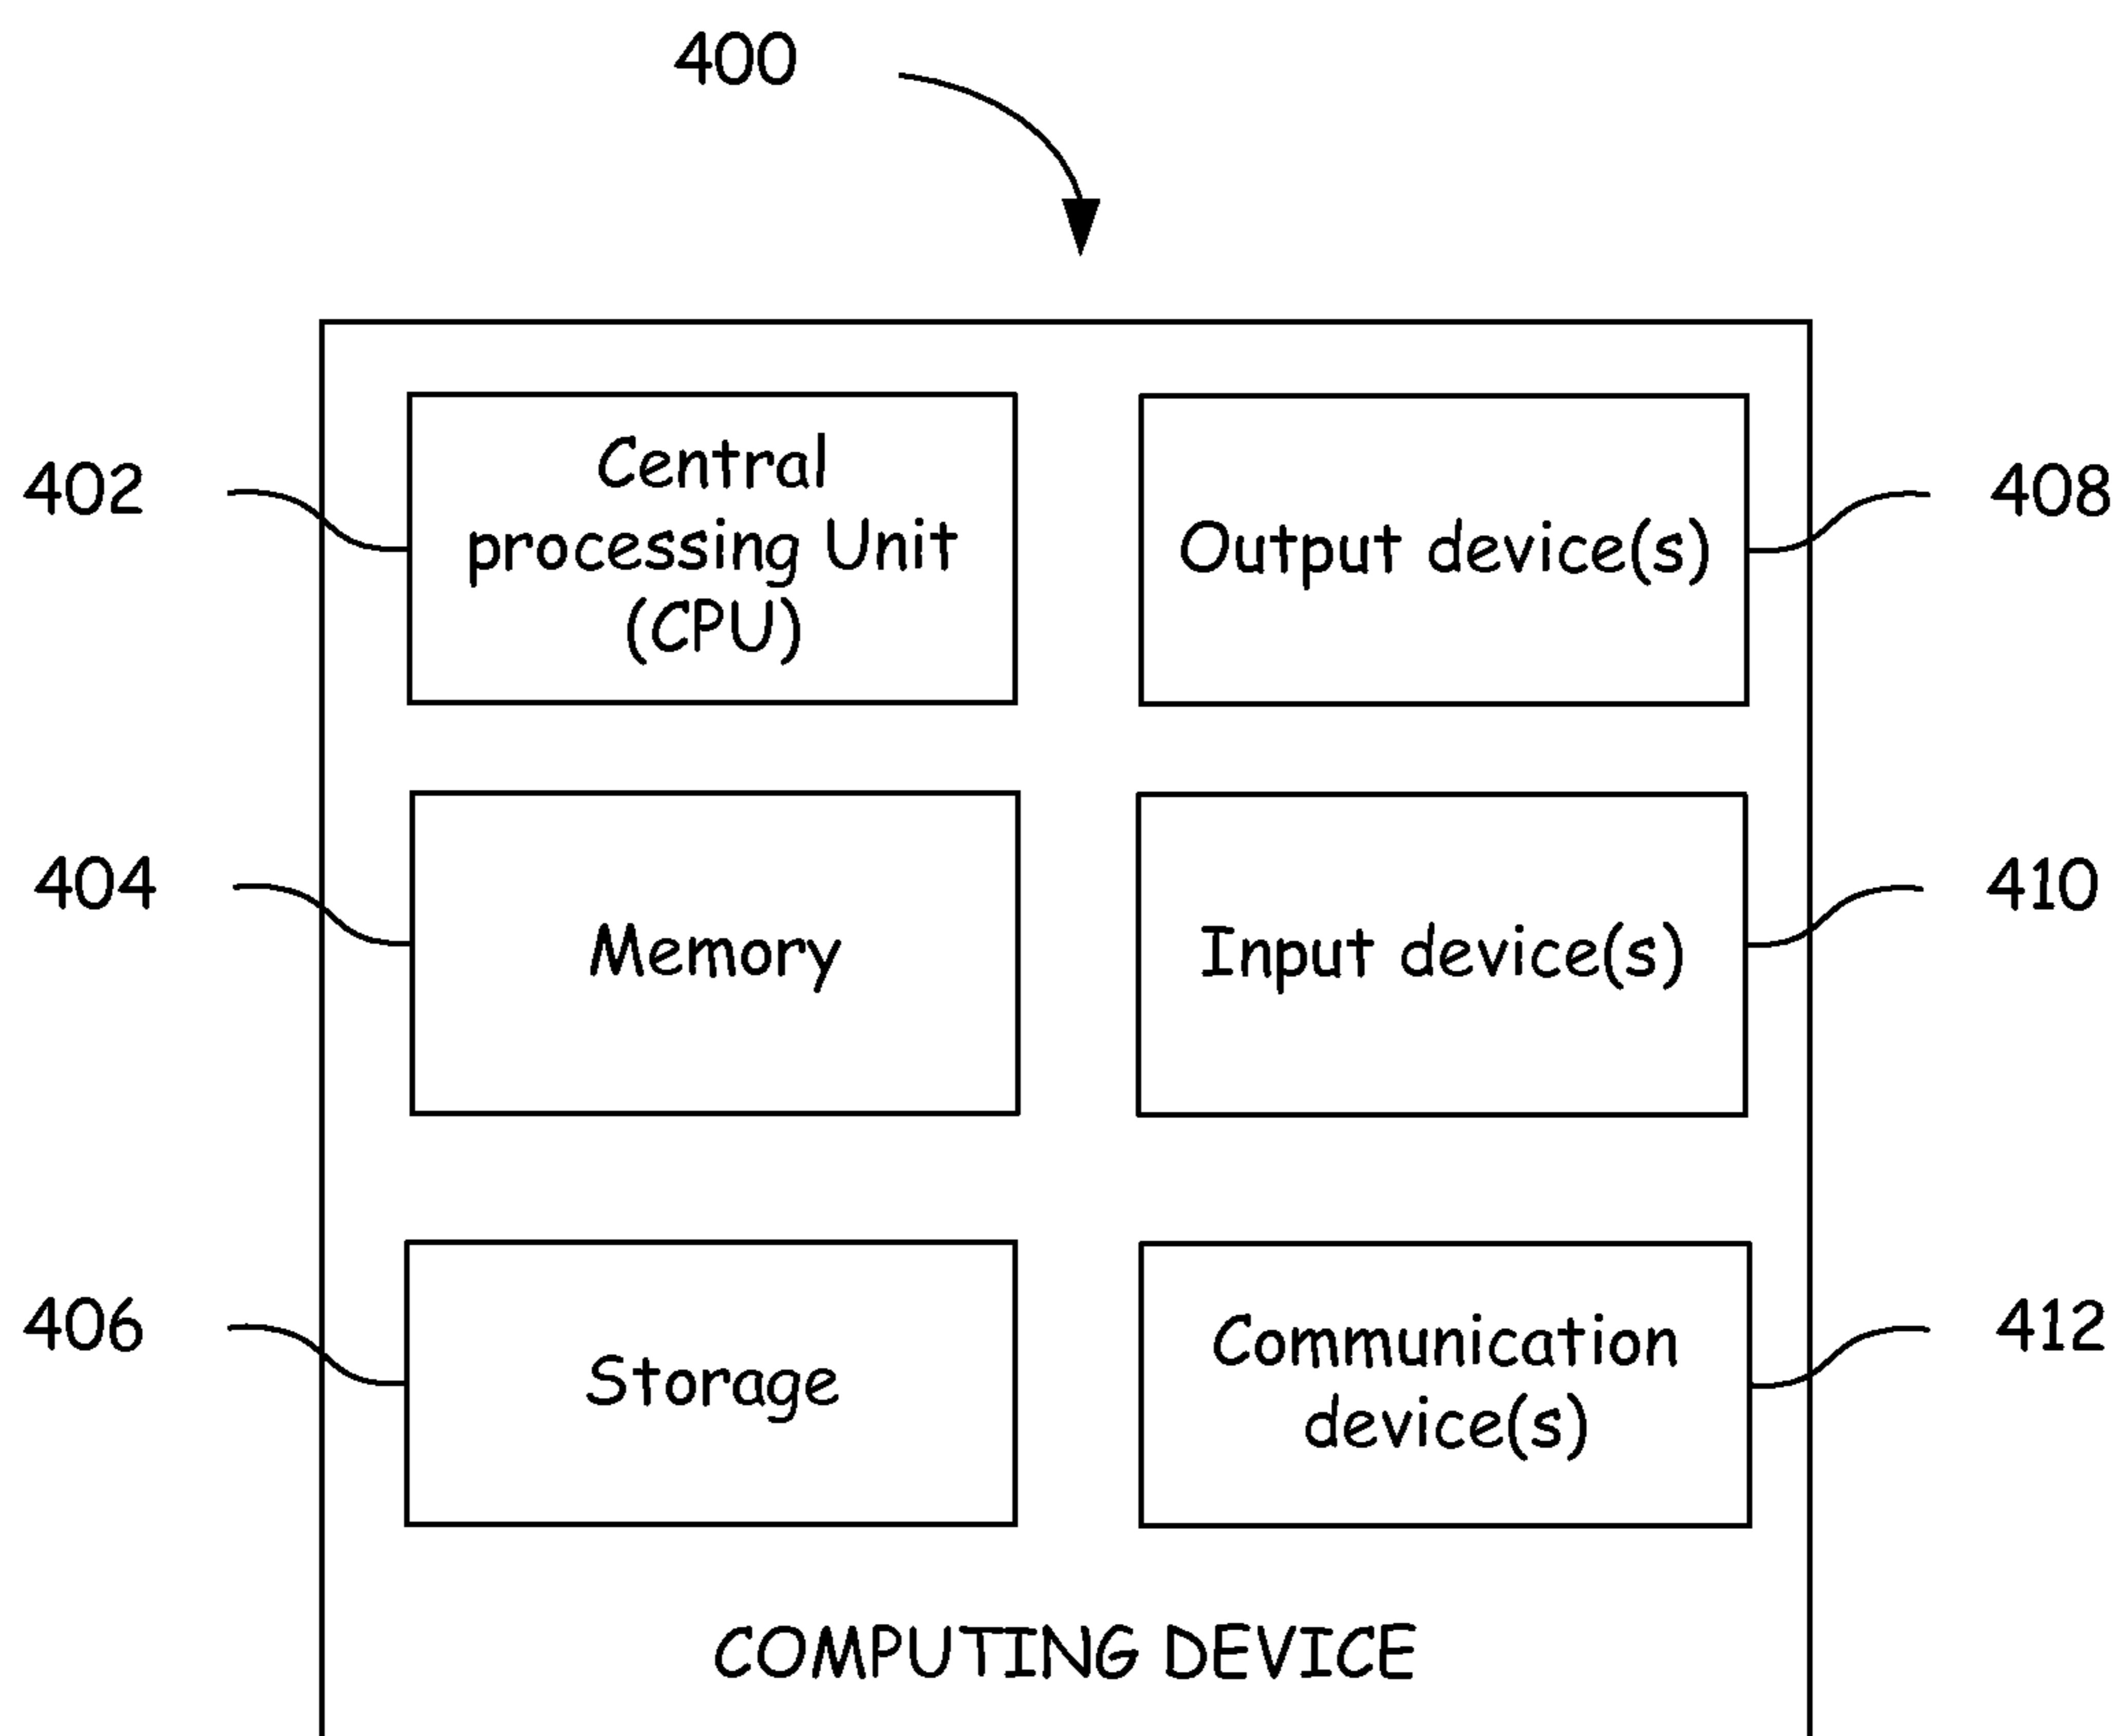 400
402
Central
processing Unit
(CPU)
Output device(s)
408
404
Memory
Input device(s)
410
406
Storage
Communication
device(s)
412
COMPUTING DEVICE